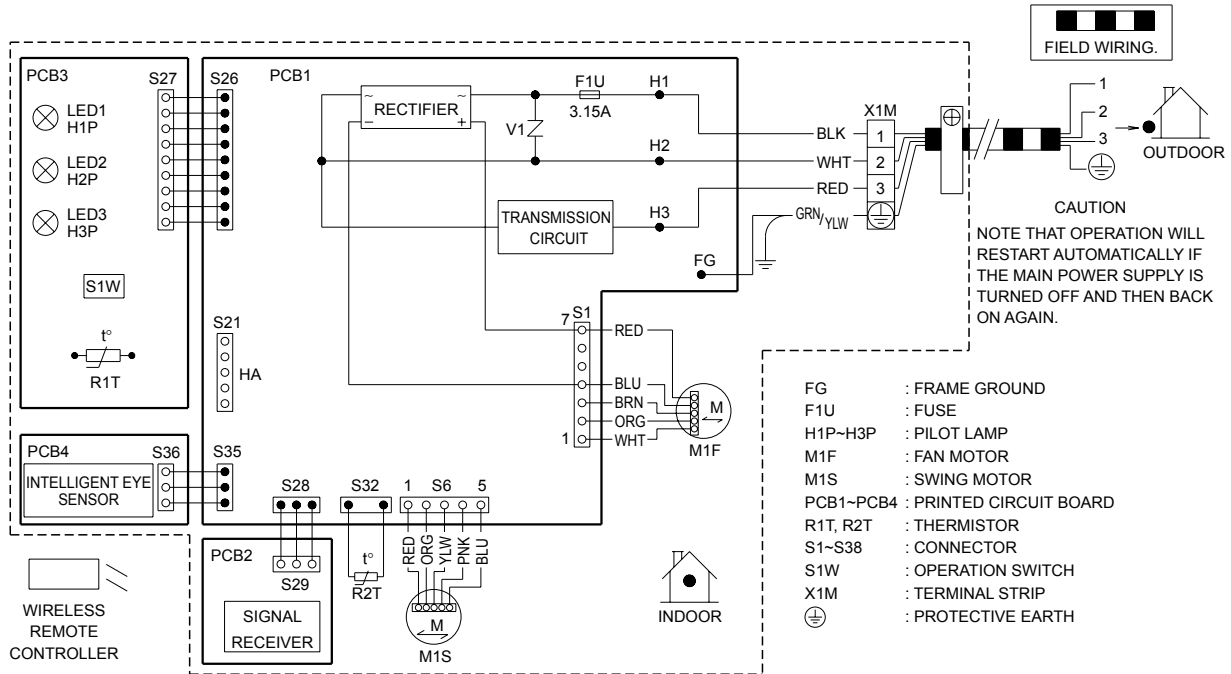 FIELD WIRING.
PCB3
S27
S26
PCB1
LED1
H1P
LED2
H2P
LED3
H3P
S1W
t°
R1T
S21
HA
~
~
−
+
RECTIFIER
V1
F1U
3.15A
H1
H2
H3
TRANSMISSION
CIRCUIT
FG
BLK
WHT
RED
GRN/YLW
X1M
1
2
3
1
2
3
OUTDOOR
CAUTION
NOTE THAT OPERATION WILL
RESTART AUTOMATICALLY IF
THE MAIN POWER SUPPLY IS
TURNED OFF AND THEN BACK
ON AGAIN.
7
S1
1
RED
BLU
BRN
ORG
WHT
M
M1F
PCB4
S36
S35
INTELLIGENT EYE
SENSOR
S28
S32
1 S6 5
PCB2
S29
SIGNAL
RECEIVER
t°
R2T
RED
ORG
YLW
PNK
BLU
M
M1S
INDOOR
WIRELESS
REMOTE
CONTROLLER
FG : FRAME GROUND
F1U : FUSE
H1P~H3P : PILOT LAMP
M1F : FAN MOTOR
M1S : SWING MOTOR
PCB1~PCB4 : PRINTED CIRCUIT BOARD
R1T, R2T : THERMISTOR
S1~S38 : CONNECTOR
S1W : OPERATION SWITCH
X1M : TERMINAL STRIP
: PROTECTIVE EARTH